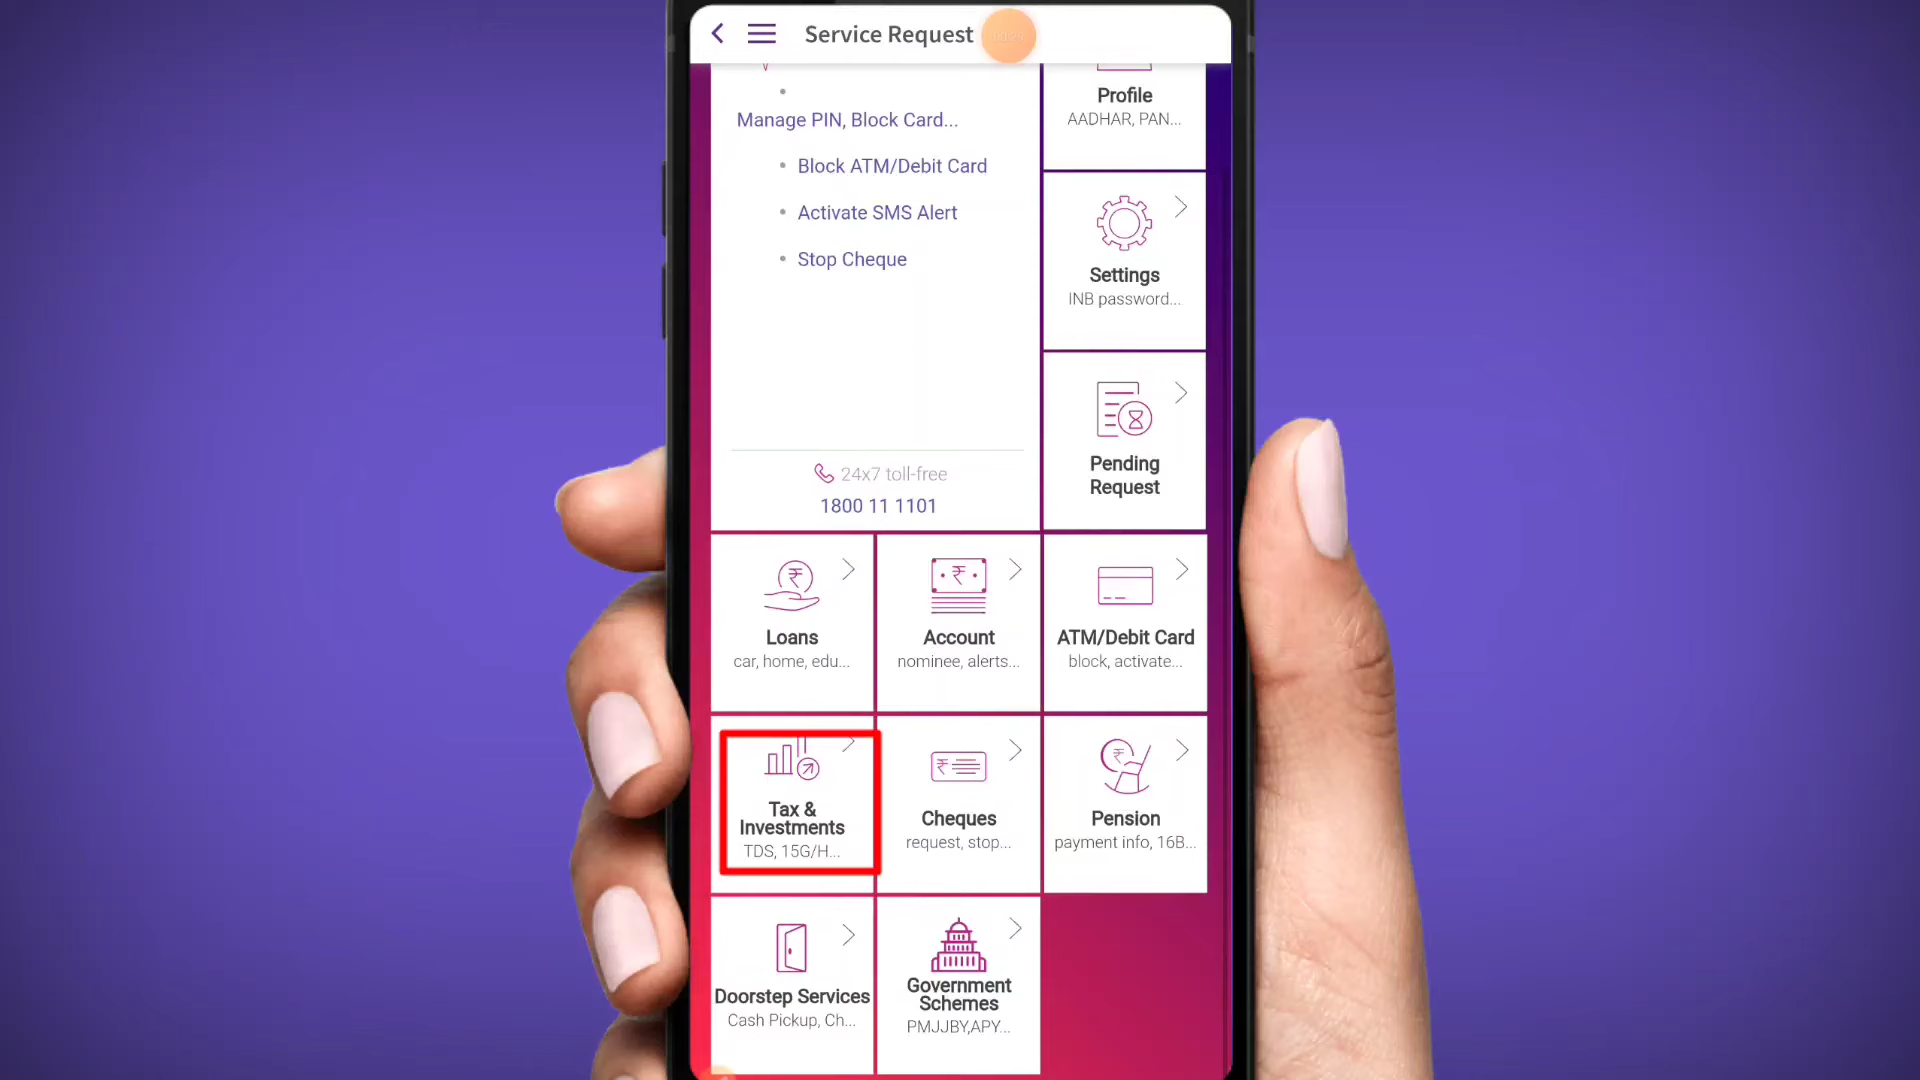 Service Request
Profile
AADHAR, PAN...
Manage PIN, Block Card...
Block ATM/Debit Card
Activate SMS Alert
Stop Cheque
Settings
INB password...
Pending
Request
24x7 toll-free
1800 11 1101
Loans
car, home, edu...
Account
nominee, alerts...
ATM/Debit Card
block, activate...
Tax &
Investments
TDS, 15G/H...
Cheques
request, stop...
Pension
payment info, 16B...
Doorstep Services
Cash Pickup, Ch...
Government
Schemes
PMJJBY,APY...